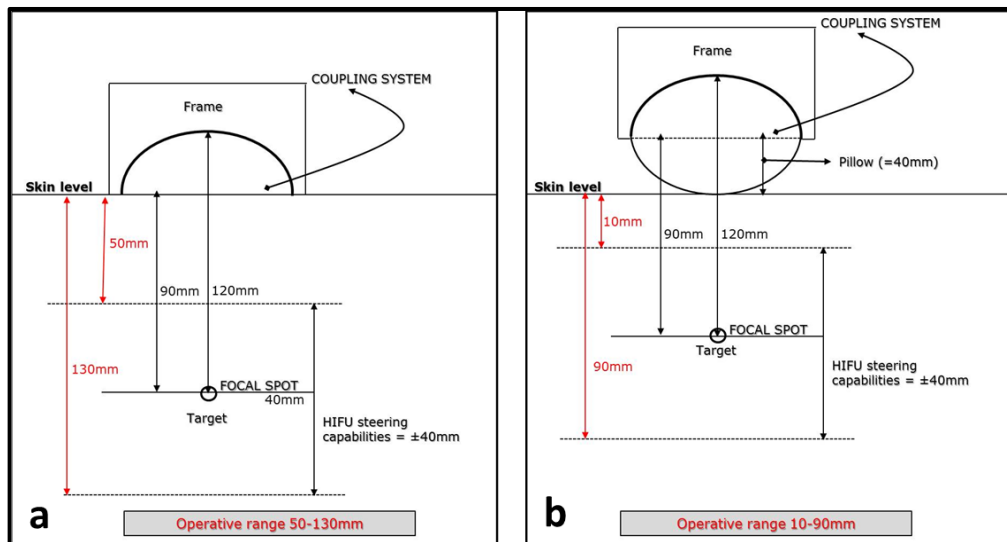 COUPLING SYSTEM
Frame
Skin level
50mm
90mm
120mm
130mm
FOCAL SPOT
40mm
Target
HIFU steering
capabilities = ±40mm
a
Operative range 50-130mm
COUPLING SYSTEM
Frame
Pillow (=40mm)
Skin level
10mm
90mm
120mm
FOCAL SPOT
Target
90mm
HIFU steering
capabilities = ±40mm
b
Operative range 10-90mm